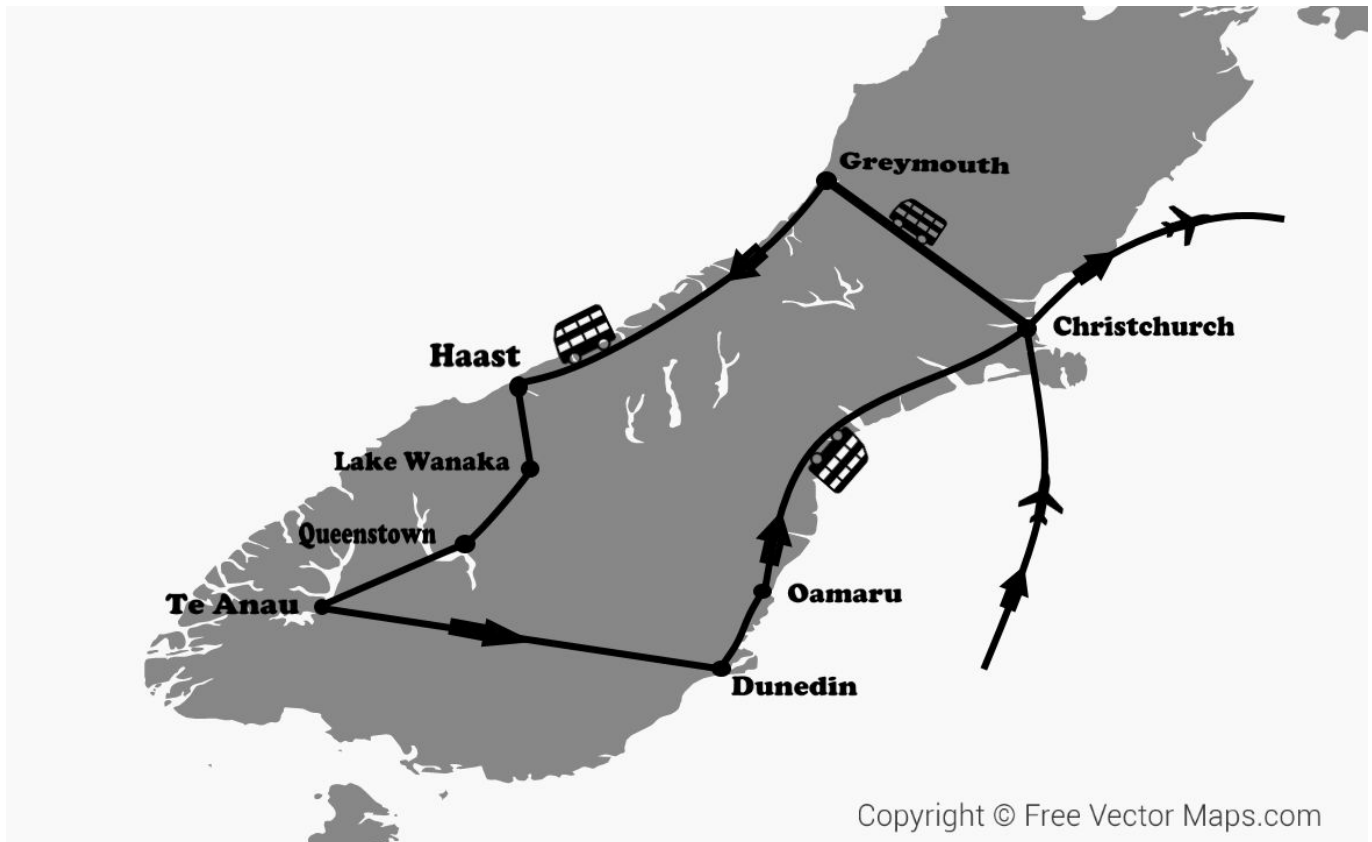 Greymouth
Christchurch
Haast
Lake Wanaka
Queenstown
Te Anau
Oamaru
Dunedin
Copyright © Free Vector Maps.com